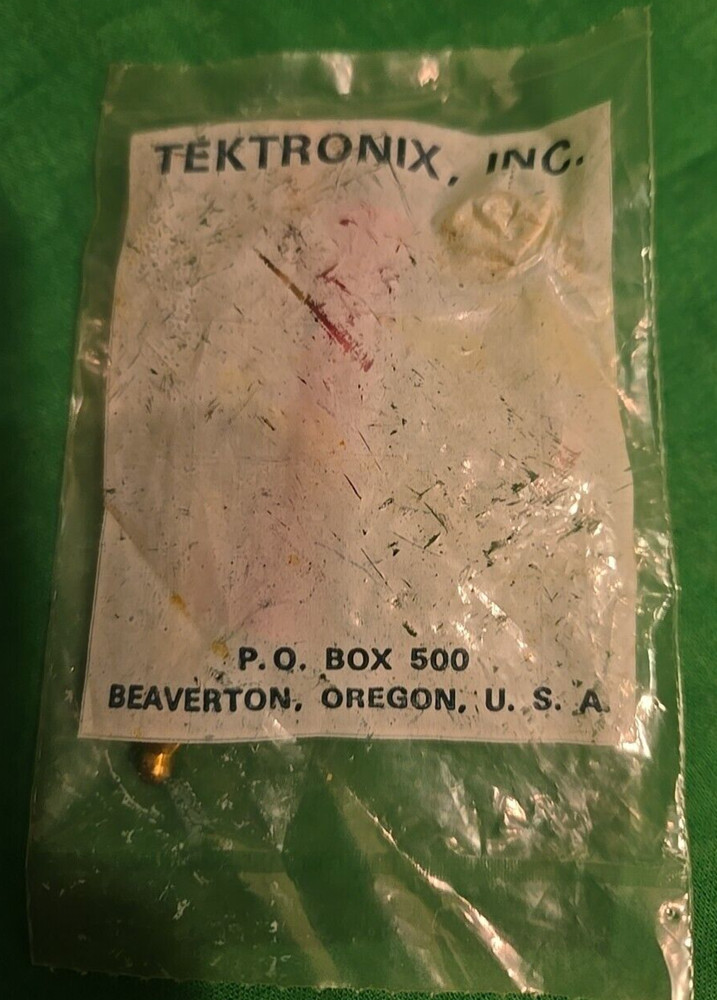 TEKTRONIX, INC.
P.O. BOX 500
BEAVERTON, OREGON, U. S. A.